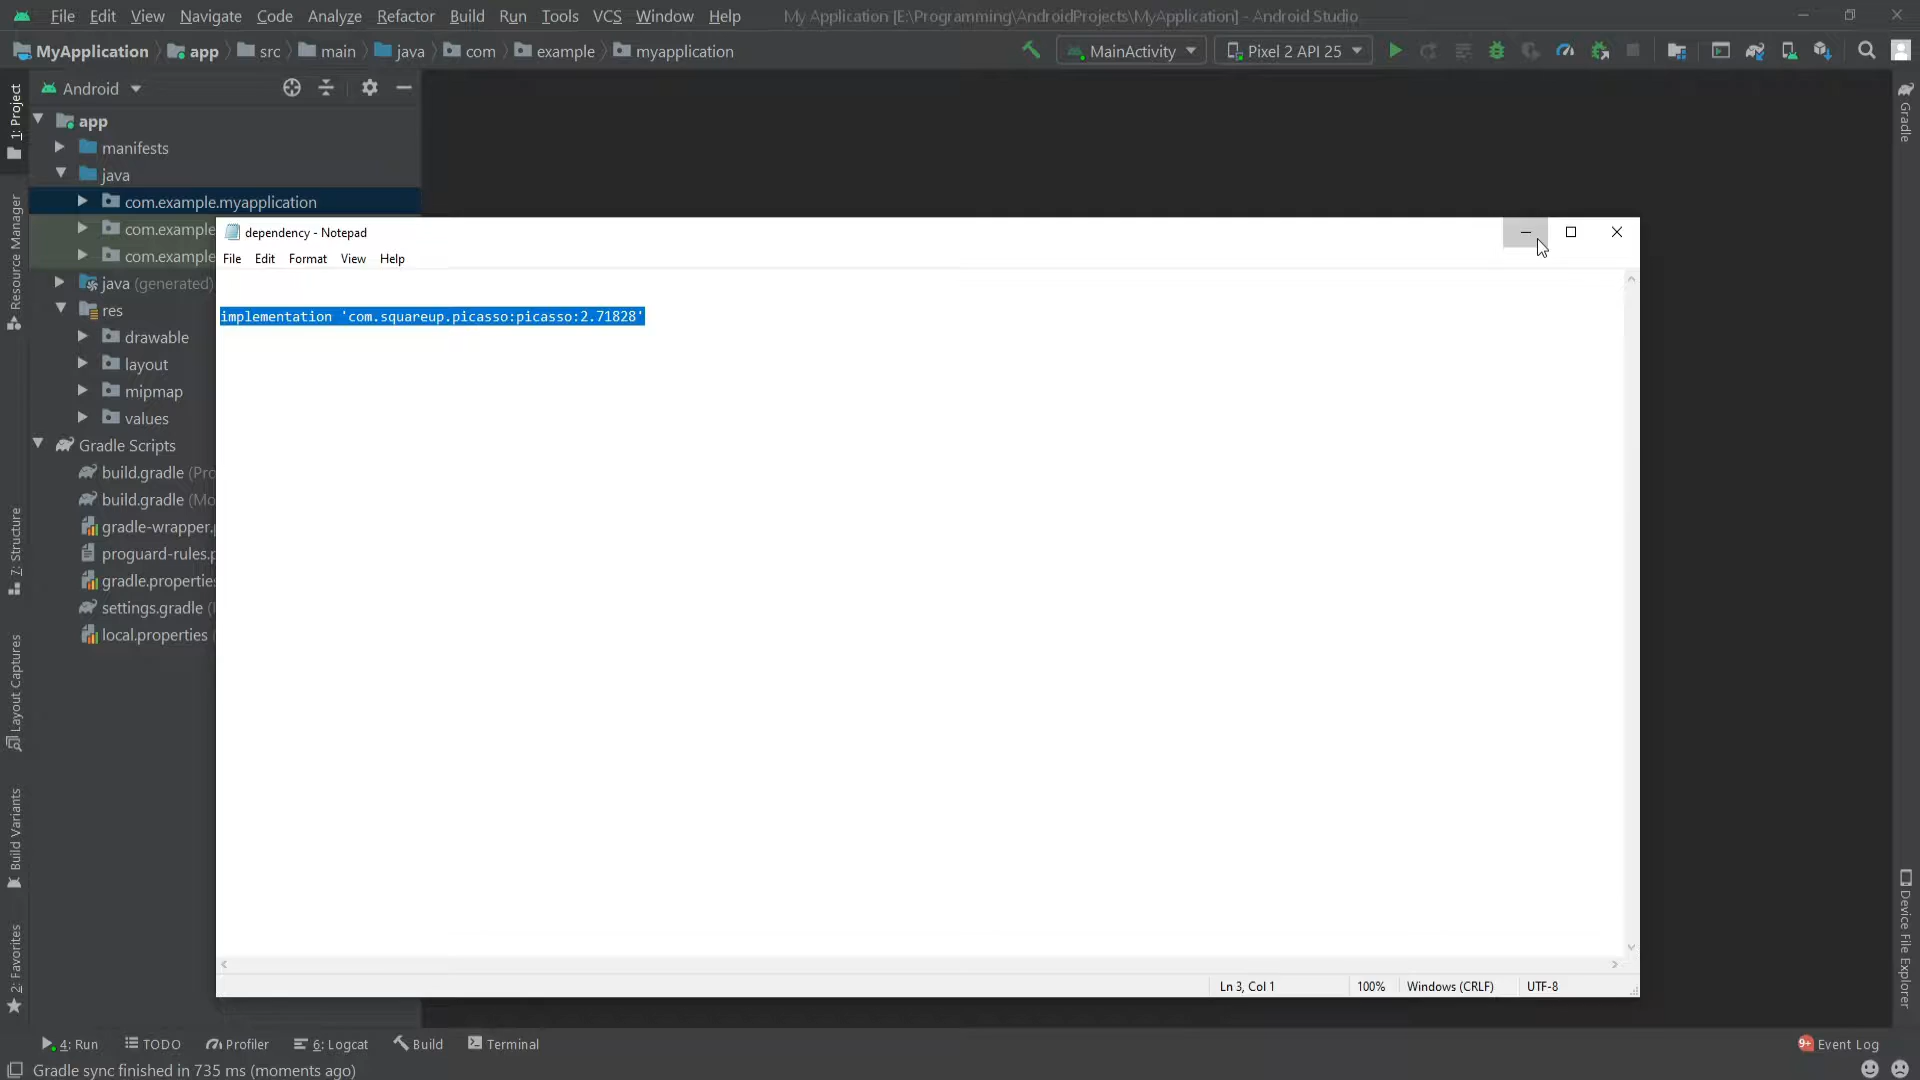 File Edit View Navigate Code Analyze Refactor Build Run Tools VCS Window Help My Application [E:\Programming\AndroidProjects\MyApplication] - Android Studio
MyApplication app src main java com example myapplication MainActivity Pixel 2 API 25
Android
1: Project
Resource Manager
7: Structure
Layout Captures
Build Variants
2: Favorites
app
manifests
java
com.example.myapplication
com.example
com.example
java (generated)
res
drawable
layout
mipmap
values
Gradle Scripts
build.gradle (Pro
build.gradle (Mo
gradle-wrapper.p
proguard-rules.p
gradle.properties
settings.gradle (
local.properties (
dependency - Notepad
File Edit Format View Help
implementation 'com.squareup.picasso:picasso:2.71828'
Ln 3, Col 1 100% Windows (CRLF) UTF-8
Gradle
Device File Explorer
4: Run TODO Profiler 6: Logcat Build Terminal 9+ Event Log
Gradle sync finished in 735 ms (moments ago)